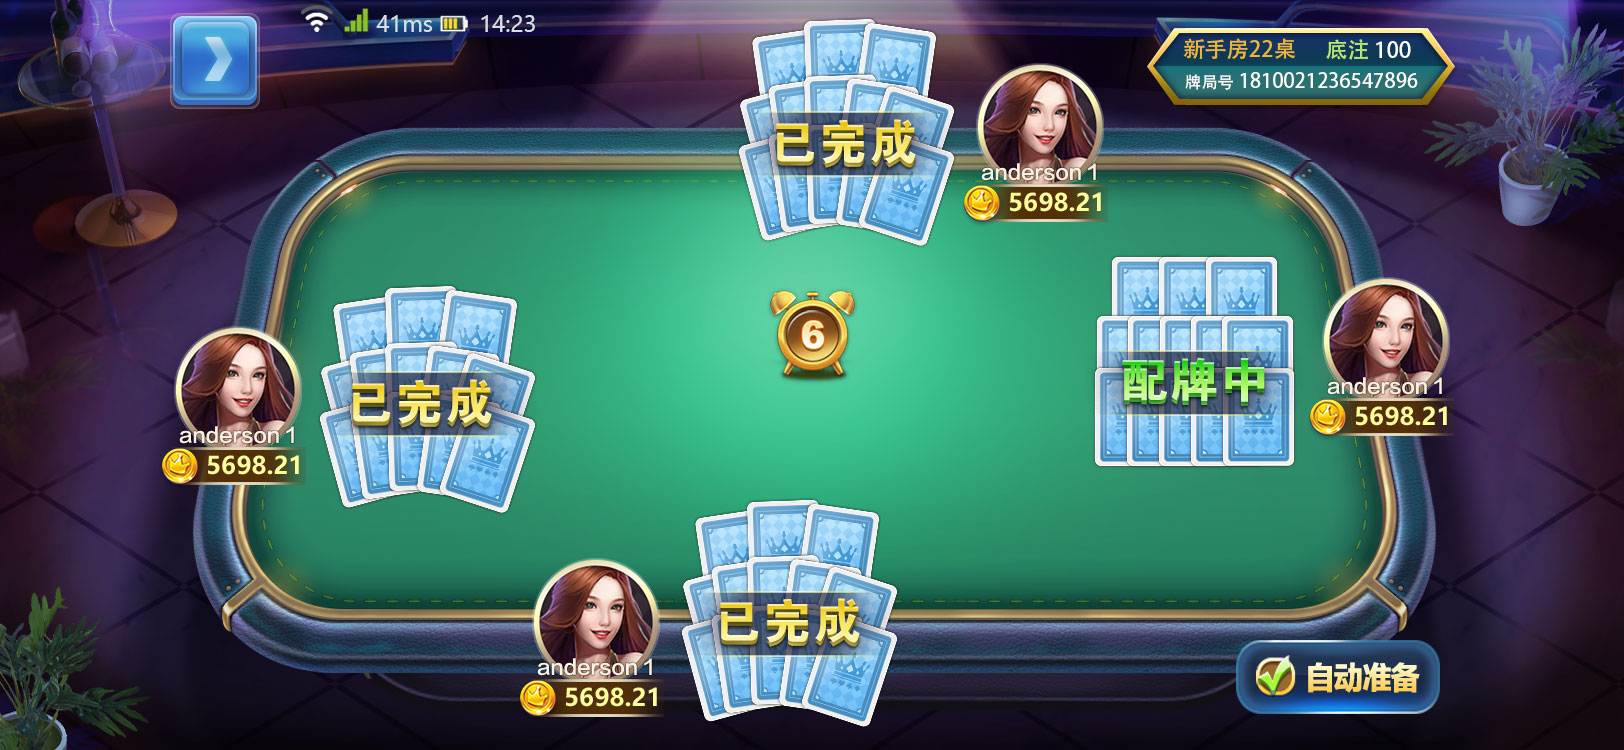 41ms 14:23
新手房22桌 底注 100
牌局号 1810021236547896
已完成
anderson 1
5698.21
6
已完成
anderson 1
5698.21
配牌中
anderson 1
5698.21
已完成
anderson 1
5698.21
自动准备